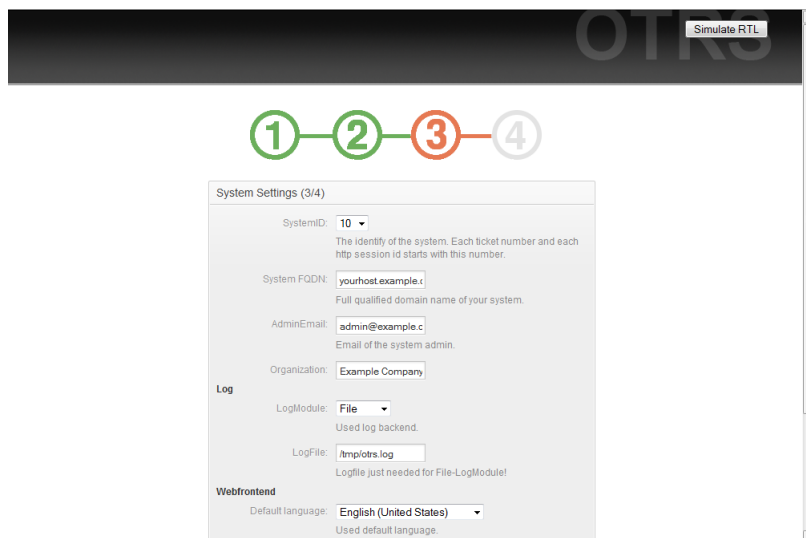 OTRS
Simulate RTL
1 2 3 4
System Settings (3/4)
SystemID: 10
The identify of the system. Each ticket number and each
http session id starts with this number.
System FQDN: yourhost.example.c
Full qualified domain name of your system.
AdminEmail: admin@example.c
Email of the system admin.
Organization: Example Company
Log
LogModule: File
Used log backend.
LogFile: /tmp/otrs.log
Logfile just needed for File-LogModule!
Webfrontend
Default language: English (United States)
Used default language.